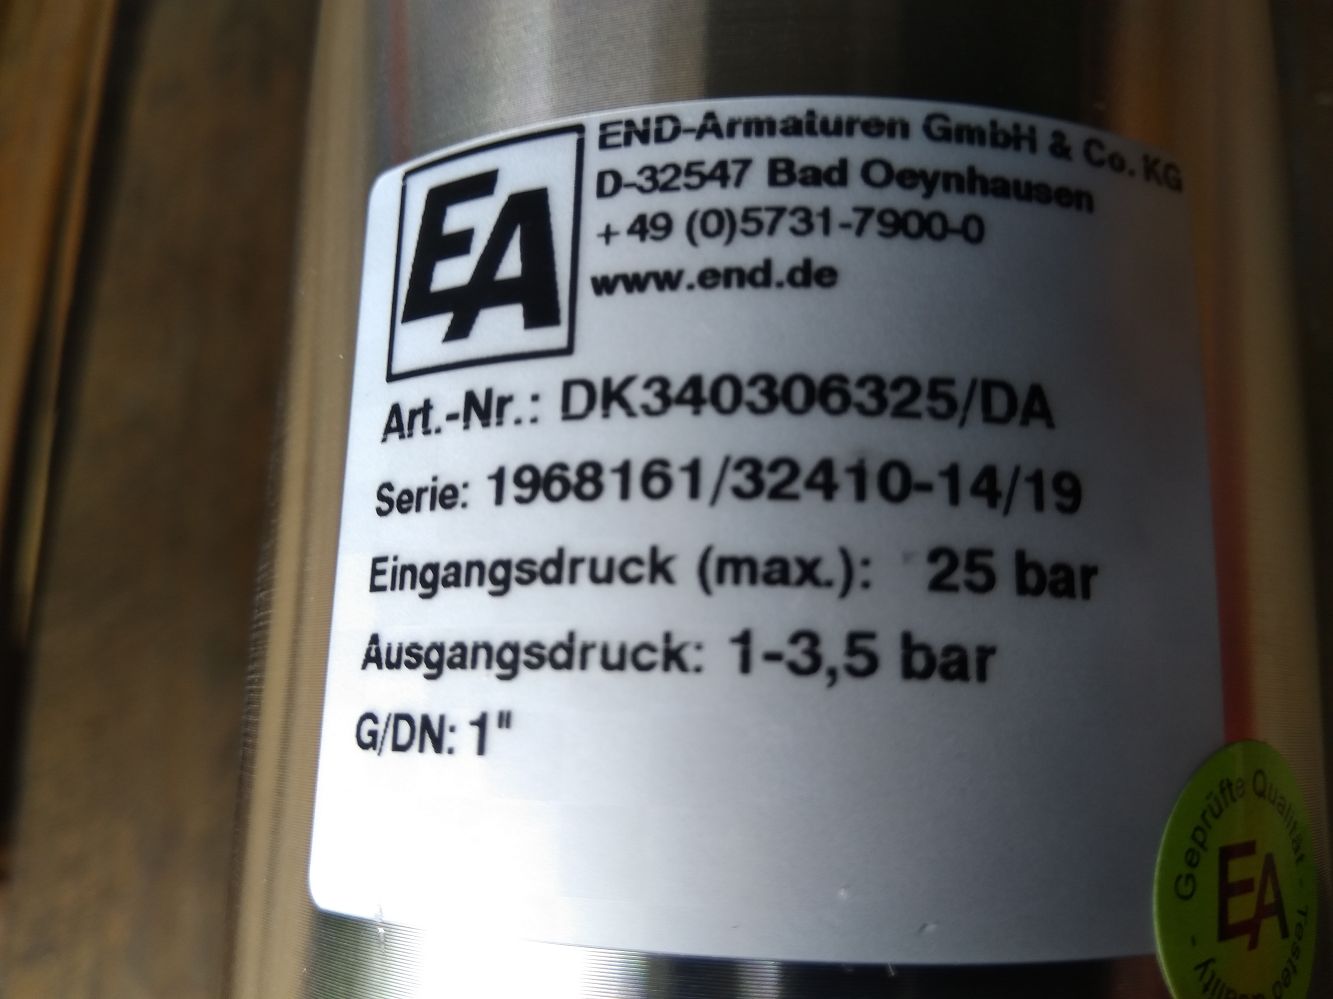 EA
END-Armaturen GmbH & Co. KG
D-32547 Bad Oeynhausen
+49 (0)5731-7900-0
www.end.de
Art.-Nr.: DK340306325/DA
Serie: 1968161/32410-14/19
Eingangsdruck (max.): 25 bar
Ausgangsdruck: 1-3,5 bar
G/DN: 1"
Geprüfte Qualität -
EA